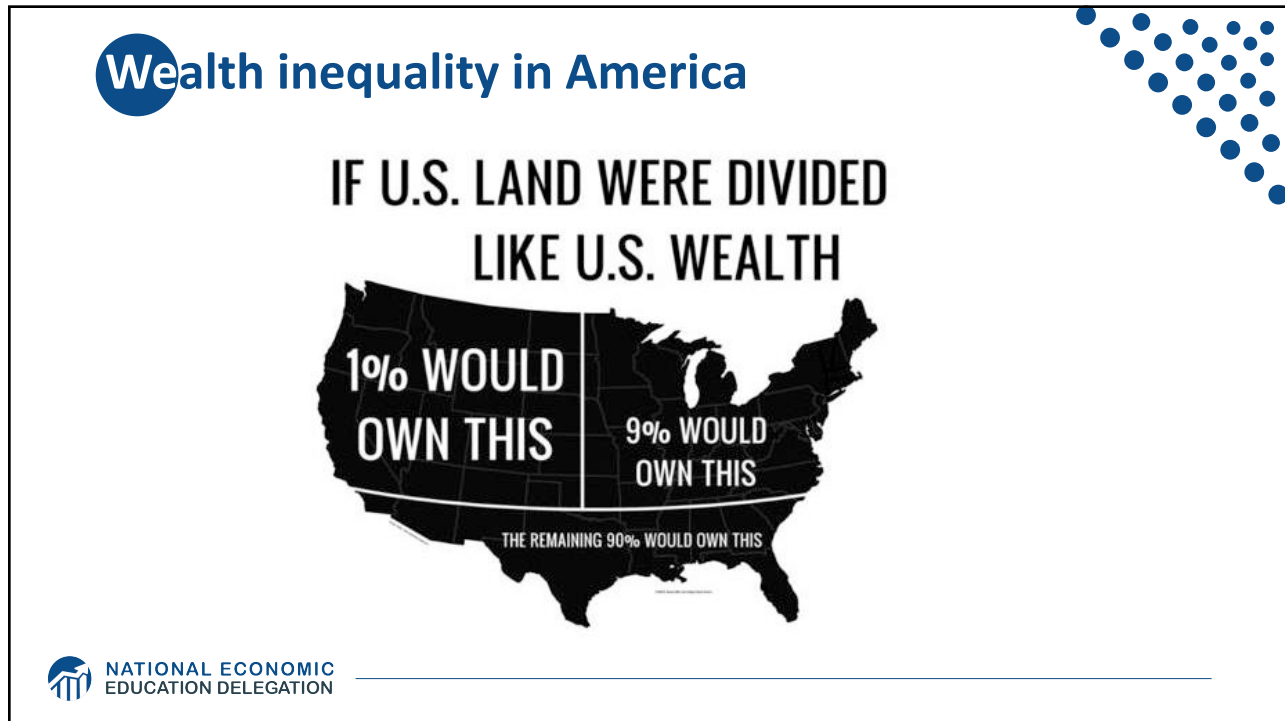 Wealth inequality in America
IF U.S. LAND WERE DIVIDED
LIKE U.S. WEALTH
1% WOULD
OWN THIS
9% WOULD
OWN THIS
THE REMAINING 90% WOULD OWN THIS
NATIONAL ECONOMIC
EDUCATION DELEGATION